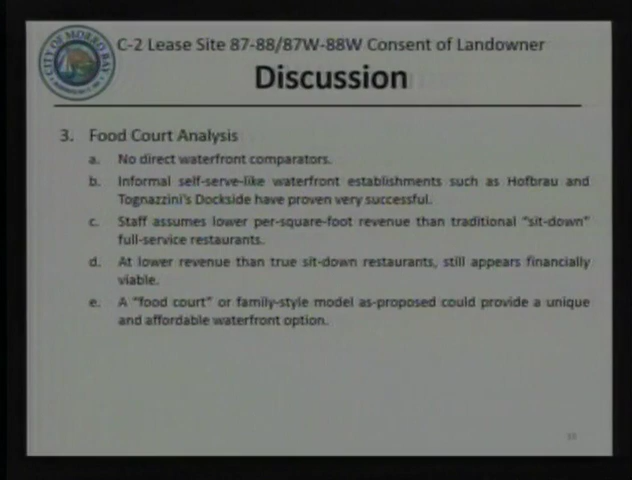 CITY OF MORRO BAY
C-2 Lease Site 87-88/87W-88W Consent of Landowner
Discussion
3. Food Court Analysis
a. No direct waterfront comparators.
b. Informal self-serve-like waterfront establishments such as Hofbrau and
Tognazzini's Dockside have proven very successful.
c. Staff assumes lower per-square-foot revenue than traditional "sit-down"
full-service restaurants.
d. At lower revenue than true sit-down restaurants, still appears financially
viable.
e. A "food court" or family-style model as-proposed could provide a unique
and affordable waterfront option.